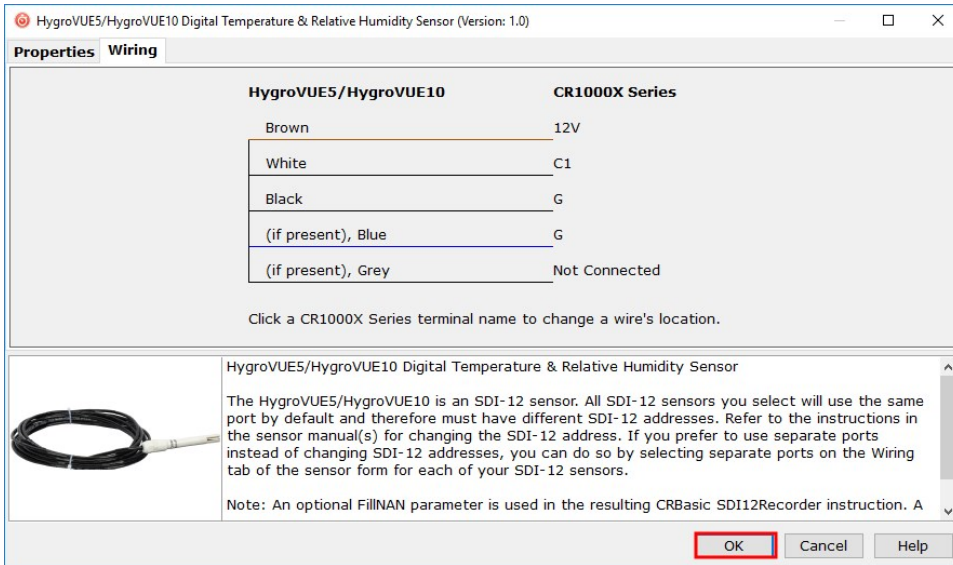 HygroVUE5/HygroVUE10 Digital Temperature & Relative Humidity Sensor (Version: 1.0)
Properties Wiring
HygroVUE5/HygroVUE10 CR1000X Series
Brown 12V
White C1
Black G
(if present), Blue G
(if present), Grey Not Connected
Click a CR1000X Series terminal name to change a wire's location.
HygroVUE5/HygroVUE10 Digital Temperature & Relative Humidity Sensor
The HygroVUE5/HygroVUE10 is an SDI-12 sensor. All SDI-12 sensors you select will use the same
port by default and therefore must have different SDI-12 addresses. Refer to the instructions in
the sensor manual(s) for changing the SDI-12 address. If you prefer to use separate ports
instead of changing SDI-12 addresses, you can do so by selecting separate ports on the Wiring
tab of the sensor form for each of your SDI-12 sensors.
Note: An optional FillNAN parameter is used in the resulting CRBasic SDI12Recorder instruction. A
OK Cancel Help